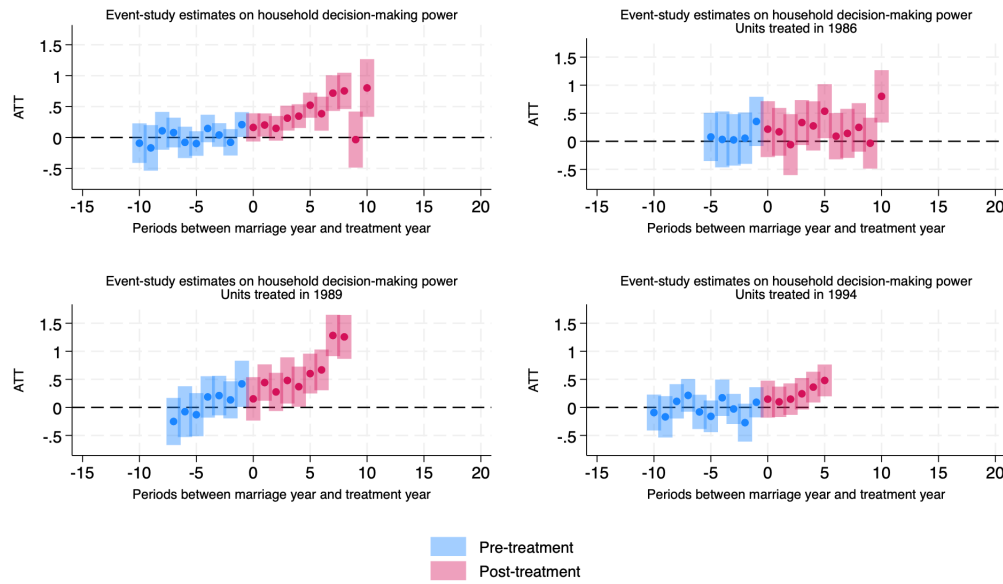 Event-study estimates on household decision-making power
1.5
1
.5
0
-.5
ATT
-15 -10 -5 0 5 10 15 20
Periods between marriage year and treatment year
Event-study estimates on household decision-making power
Units treated in 1986
1.5
1
.5
0
-.5
ATT
-15 -10 -5 0 5 10 15 20
Periods between marriage year and treatment year
Event-study estimates on household decision-making power
Units treated in 1989
1.5
1
.5
0
-.5
ATT
-15 -10 -5 0 5 10 15 20
Periods between marriage year and treatment year
Event-study estimates on household decision-making power
Units treated in 1994
1.5
1
.5
0
-.5
ATT
-15 -10 -5 0 5 10 15 20
Periods between marriage year and treatment year
Pre-treatment
Post-treatment